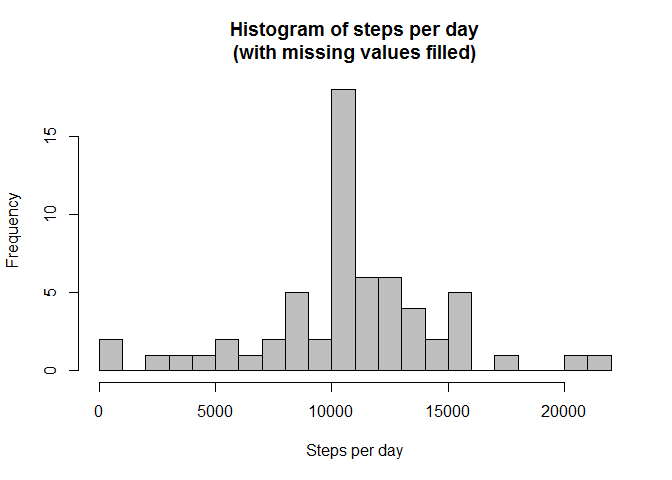 Histogram of steps per day
(with missing values filled)
Frequency
15
10
5
0
0 5000 10000 15000 20000
Steps per day